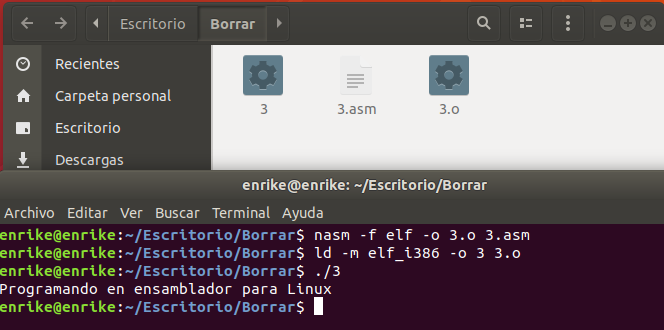 Escritorio Borrar
Recientes
Carpeta personal
Escritorio
Descargas
3 3.asm 3.o
enrike@enrike: ~/Escritorio/Borrar
Archivo Editar Ver Buscar Terminal Ayuda
enrike@enrike:~/Escritorio/Borrar$ nasm -f elf -o 3.o 3.asm
enrike@enrike:~/Escritorio/Borrar$ ld -m elf_i386 -o 3 3.o
enrike@enrike:~/Escritorio/Borrar$ ./3
Programando en ensamblador para Linux
enrike@enrike:~/Escritorio/Borrar$